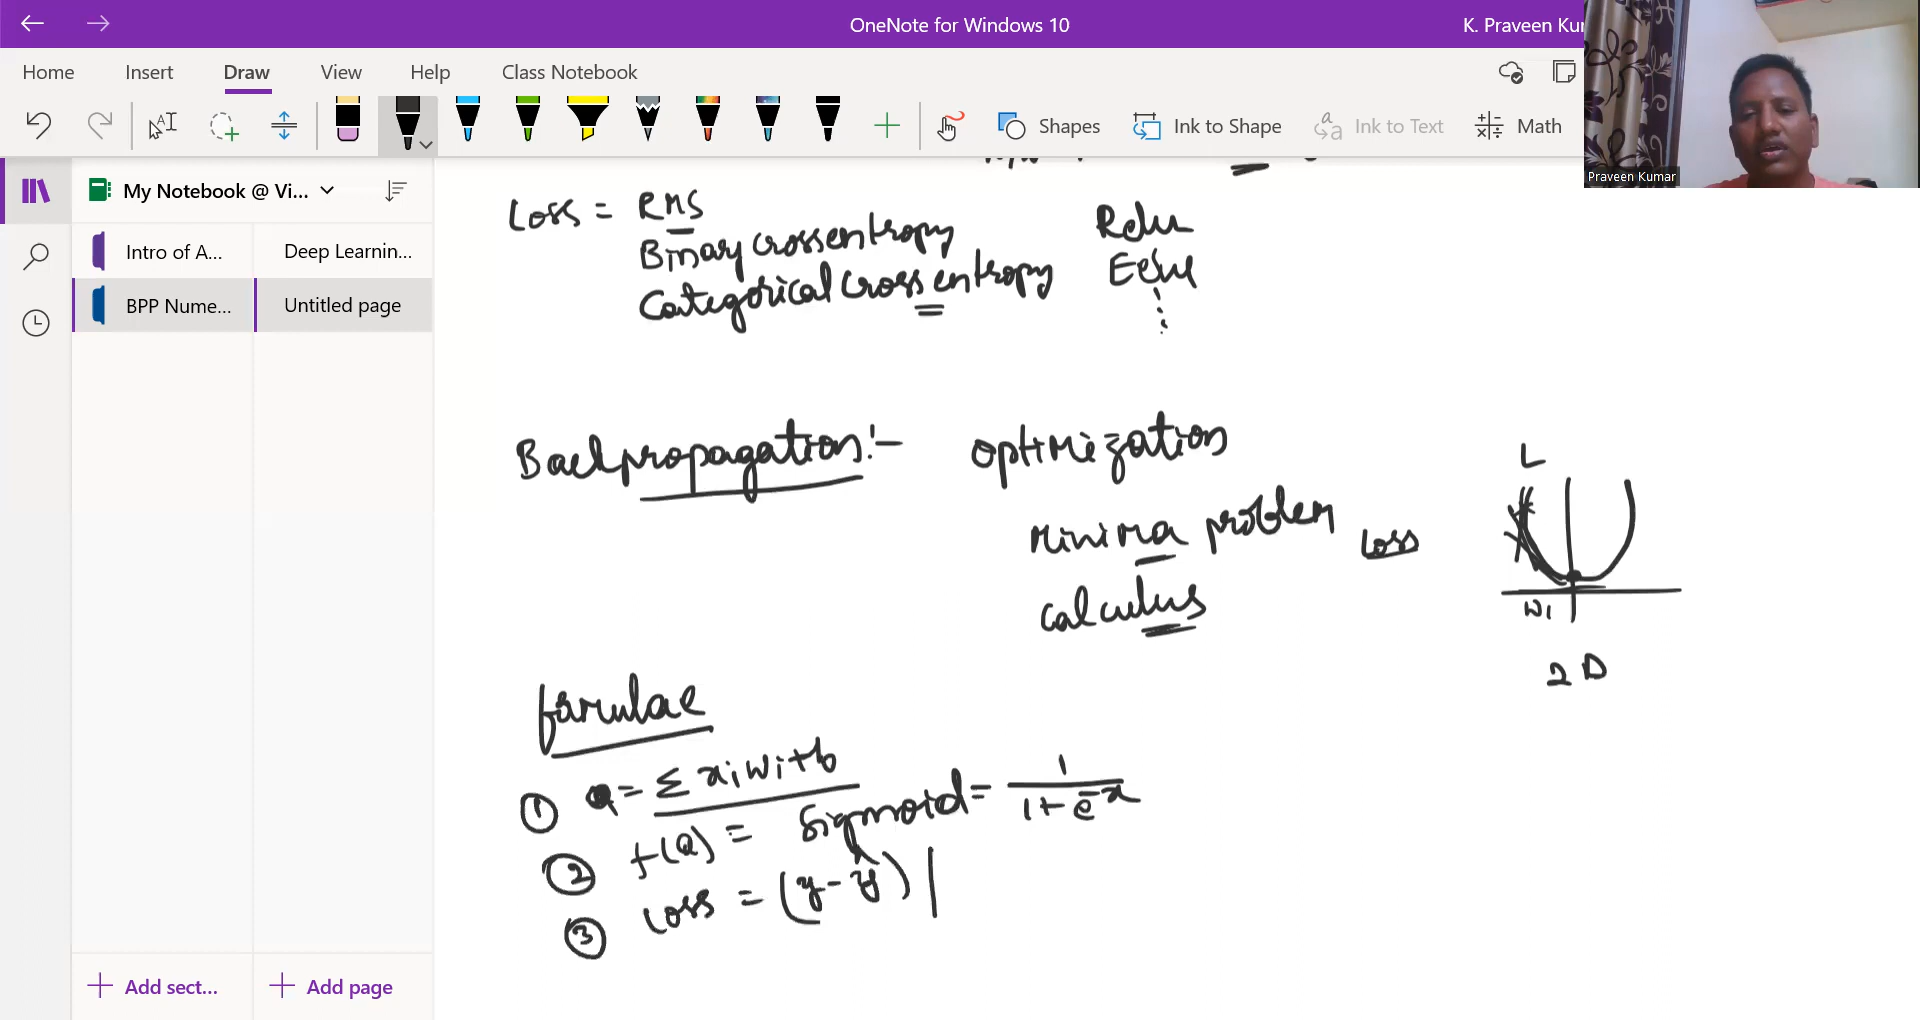 OneNote for Windows 10
K. Praveen Kur
Home Insert Draw View Help Class Notebook
Shapes Ink to Shape Ink to Text Math
Praveen Kumar
My Notebook @ Vi...
Intro of A...
BPP Nume...
Deep Learnin...
Untitled page
Loss = RMS
Binary crossentropy
Categorical cross entropy
Relu
Backpropagation:-
optimization
Minima problem
Loss
calculus
L
W1
2D
① a = Σ xiwi+b
② f(a) = Sigmoid = 1/(1+e^-x)
③ Loss = (y-ŷ) |
Add sect...
Add page